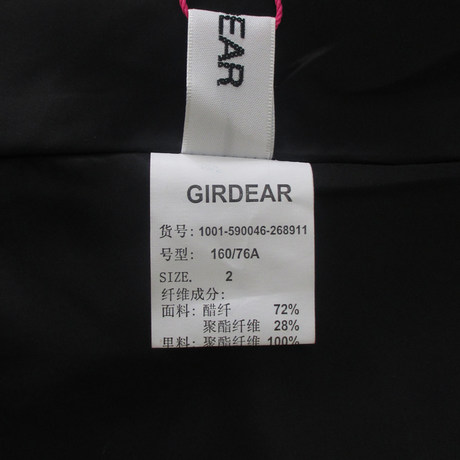 EAR
GIRDEAR
货号: 1001-590046-268911
号型: 160/76A
SIZE. 2
纤维成分:
面料: 醋纤 72%
聚酯纤维 28%
里料: 聚酯纤维 100%